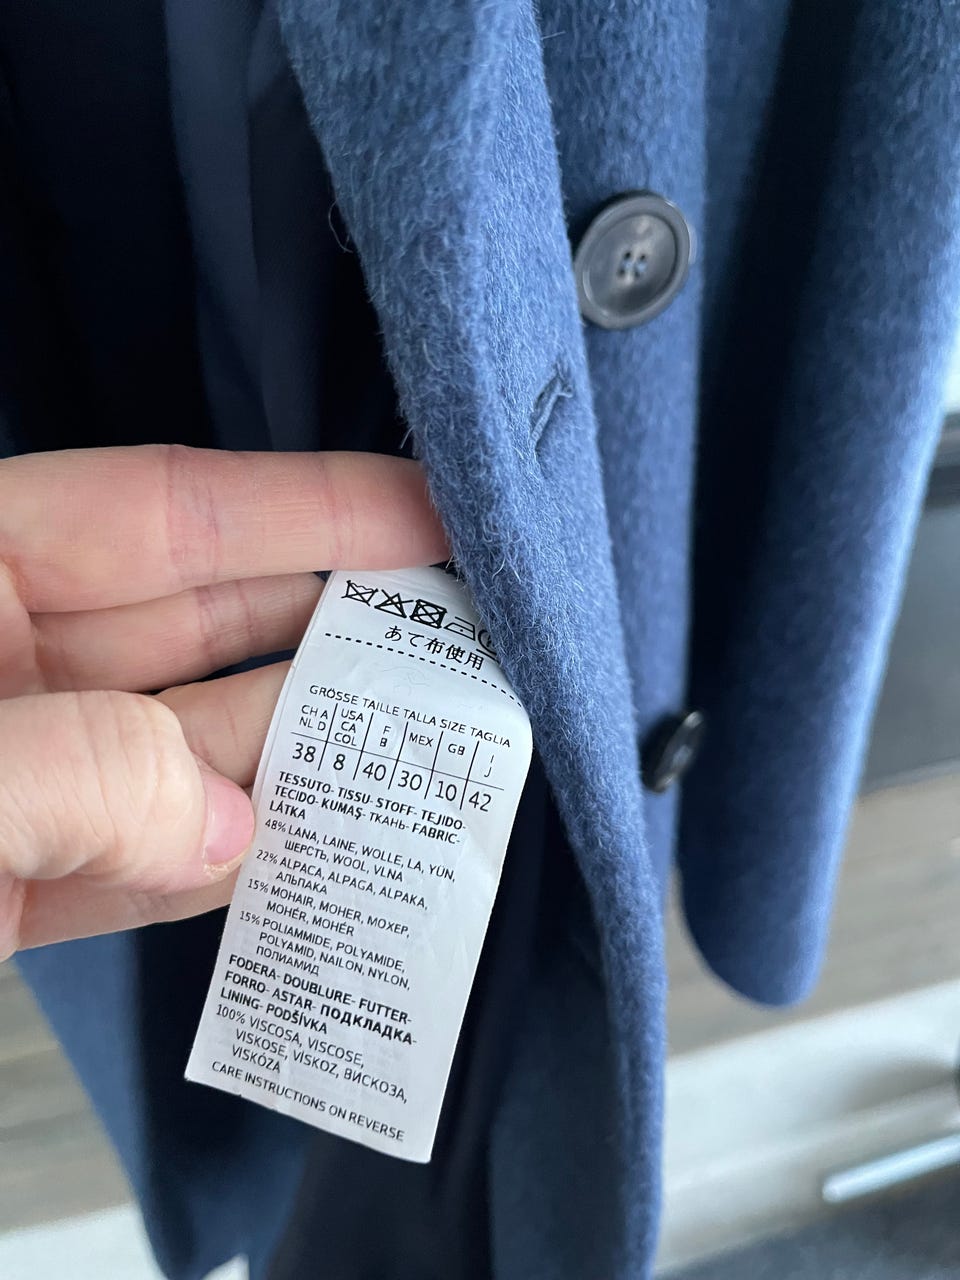 あて布使用
GRÖSSE TAILLE TALLA SIZE TAGLIA
CH A NL D USA CA COL F B MEX GB I J
38 8 40 30 10 42
TESSUTO- TISSU- STOFF- TEJIDO-
TECIDO- KUMAŞ- ТКАНЬ- FABRIC-
LÁTKA
48% LANA, LAINE, WOLLE, LA, YÜN,
ШЕРСТЬ, WOOL, VLNA
22% ALPACA, ALPAGA, ALPAKA,
АЛЬПАКА
15% MOHAIR, MOHER, МОХЕР,
MOHÉR, MOHÉR
15% POLIAMMIDE, POLYAMIDE,
POLYAMID, NAILON, NYLON,
ПОЛИАМИД
FODERA- DOUBLURE- FUTTER-
FORRO- ASTAR- ПОДКЛАДКА-
LINING- PODŠÍVKA
100% VISCOSA, VISCOSE,
VISKOSE, VİSKOZ, ВИСКОЗА,
VISKÓZA
CARE INSTRUCTIONS ON REVERSE